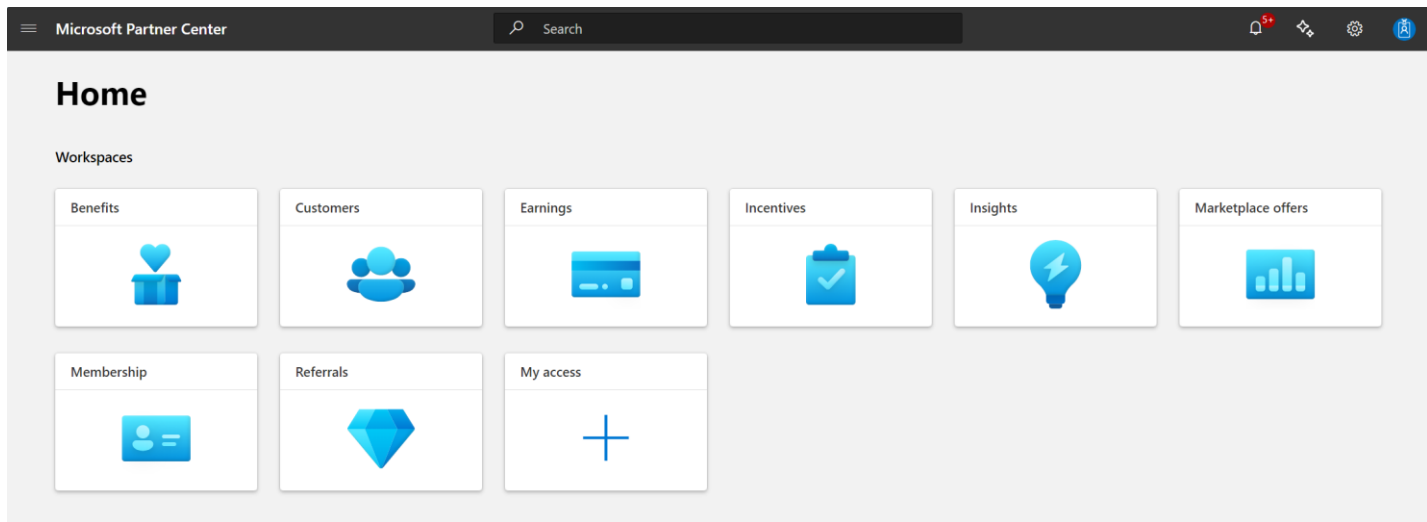 Microsoft Partner Center
Search
5+
Home
Workspaces
Benefits
Customers
Earnings
Incentives
Insights
Marketplace offers
Membership
Referrals
My access